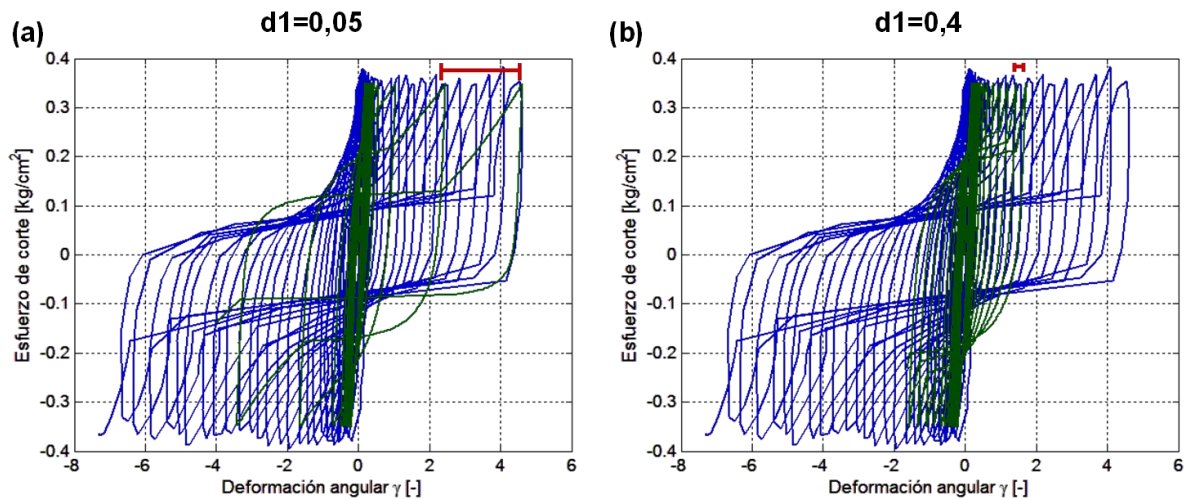 (a)
d1=0,05
0.4
0.3
0.2
0.1
0
-0.1
-0.2
-0.3
-0.4
Esfuerzo de corte [kg/cm²]
-8 -6 -4 -2 0 2 4 6
Deformación angular γ [-]
(b)
d1=0,4
0.4
0.3
0.2
0.1
0
-0.1
-0.2
-0.3
-0.4
Esfuerzo de corte [kg/cm²]
-8 -6 -4 -2 0 2 4 6
Deformación angular γ [-]